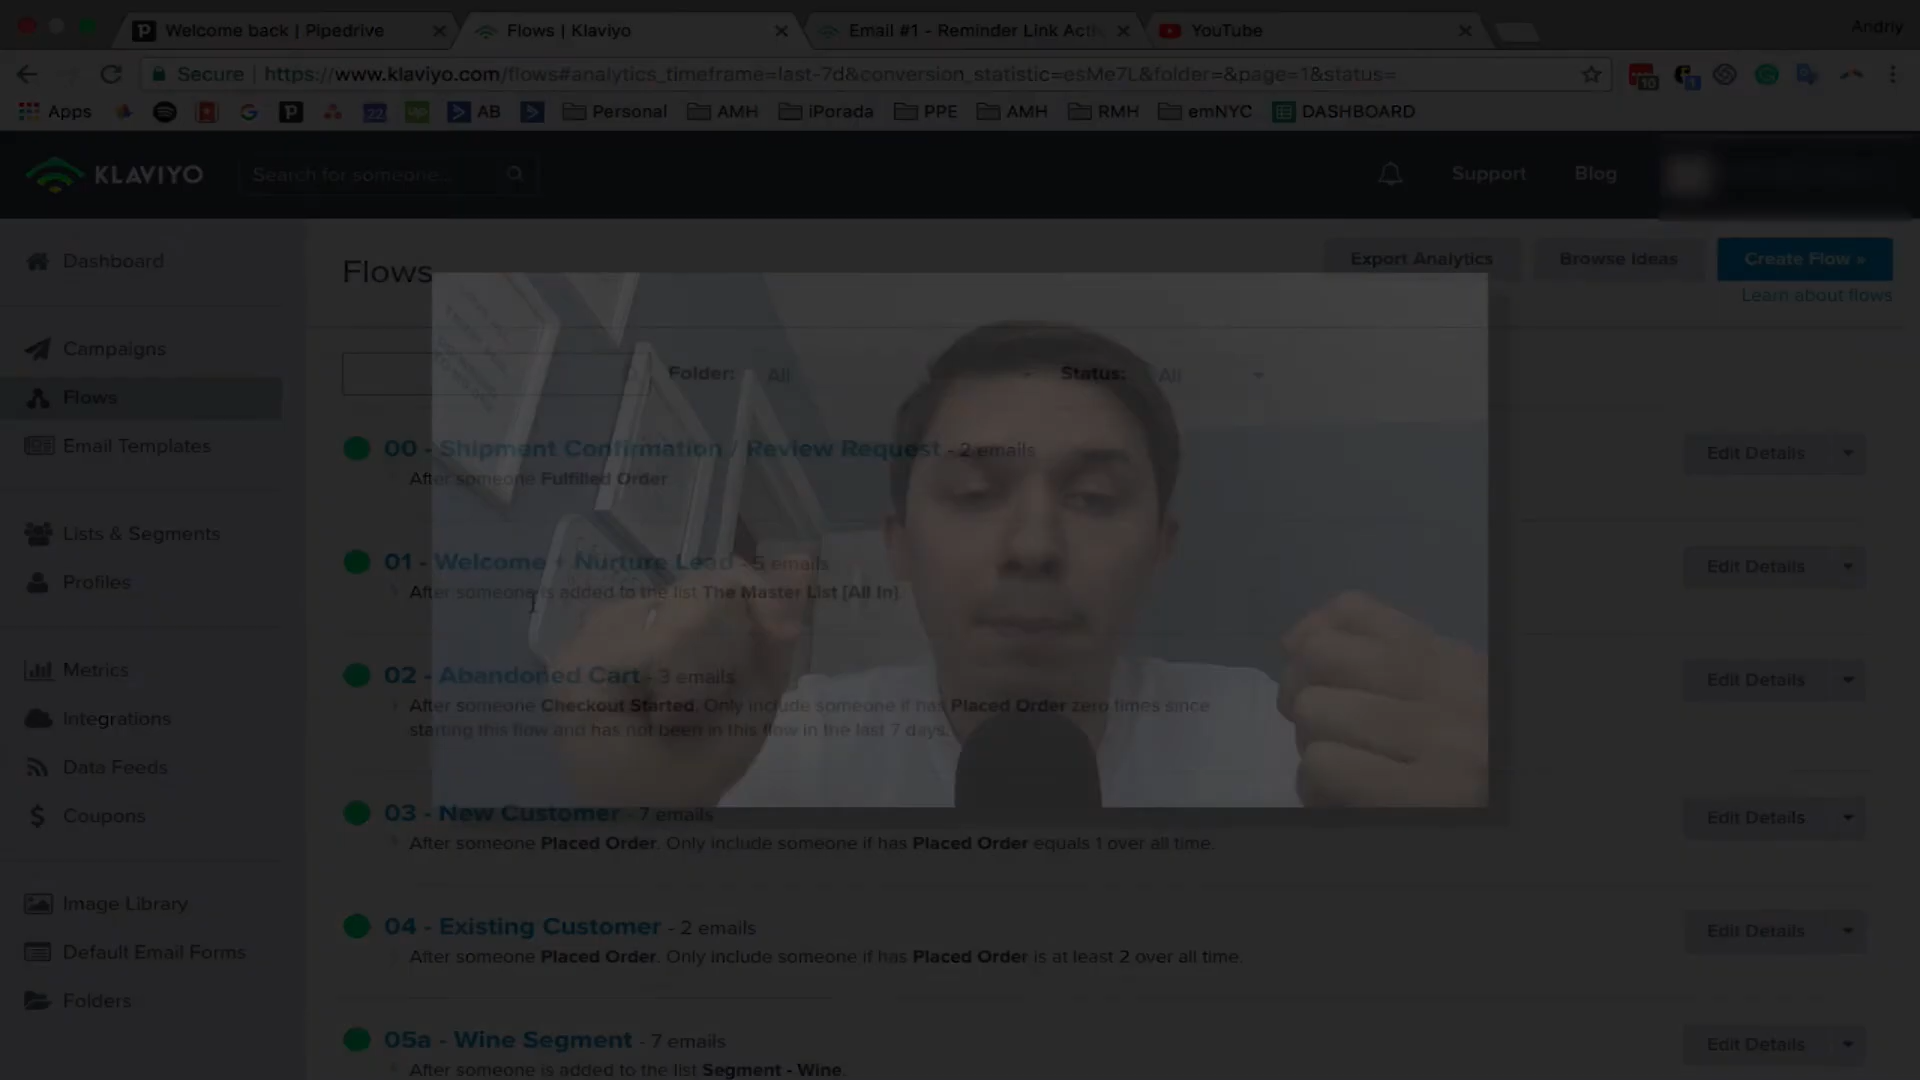 Welcome back | Pipedrive
Flows | Klaviyo
Email #1 - Reminder Link Acti
YouTube
Andriy
Secure
https://www.klaviyo.com/flows#analytics_timeframe=last-7d&conversion_statistic=esMe7L&folder=&page=1&status=
10
1
Apps
22
up
AB
Personal
AMH
iPorada
PPE
AMH
RMH
emNYC
DASHBOARD
KLAVIYO
Search for someone...
Support
Blog
Dashboard
Campaigns
Flows
Email Templates
Lists & Segments
Profiles
Metrics
Integrations
Data Feeds
Coupons
Image Library
Default Email Forms
Folders
Flows
Export Analytics
Browse Ideas
Create Flow »
Learn about flows
Folder: All
Status: All
00 - Shipment Confirmation / Review Request - 2 emails
After someone Fulfilled Order.
Edit Details
01 - Welcome + Nurture Lead - 5 emails
After someone is added to the list The Master List [All In].
Edit Details
02 - Abandoned Cart - 3 emails
After someone Checkout Started. Only include someone if has Placed Order zero times since
starting this flow and has not been in this flow in the last 7 days.
Edit Details
03 - New Customer - 7 emails
After someone Placed Order. Only include someone if has Placed Order equals 1 over all time.
Edit Details
04 - Existing Customer - 2 emails
After someone Placed Order. Only include someone if has Placed Order is at least 2 over all time.
Edit Details
05a - Wine Segment - 7 emails
After someone is added to the list Segment - Wine.
Edit Details